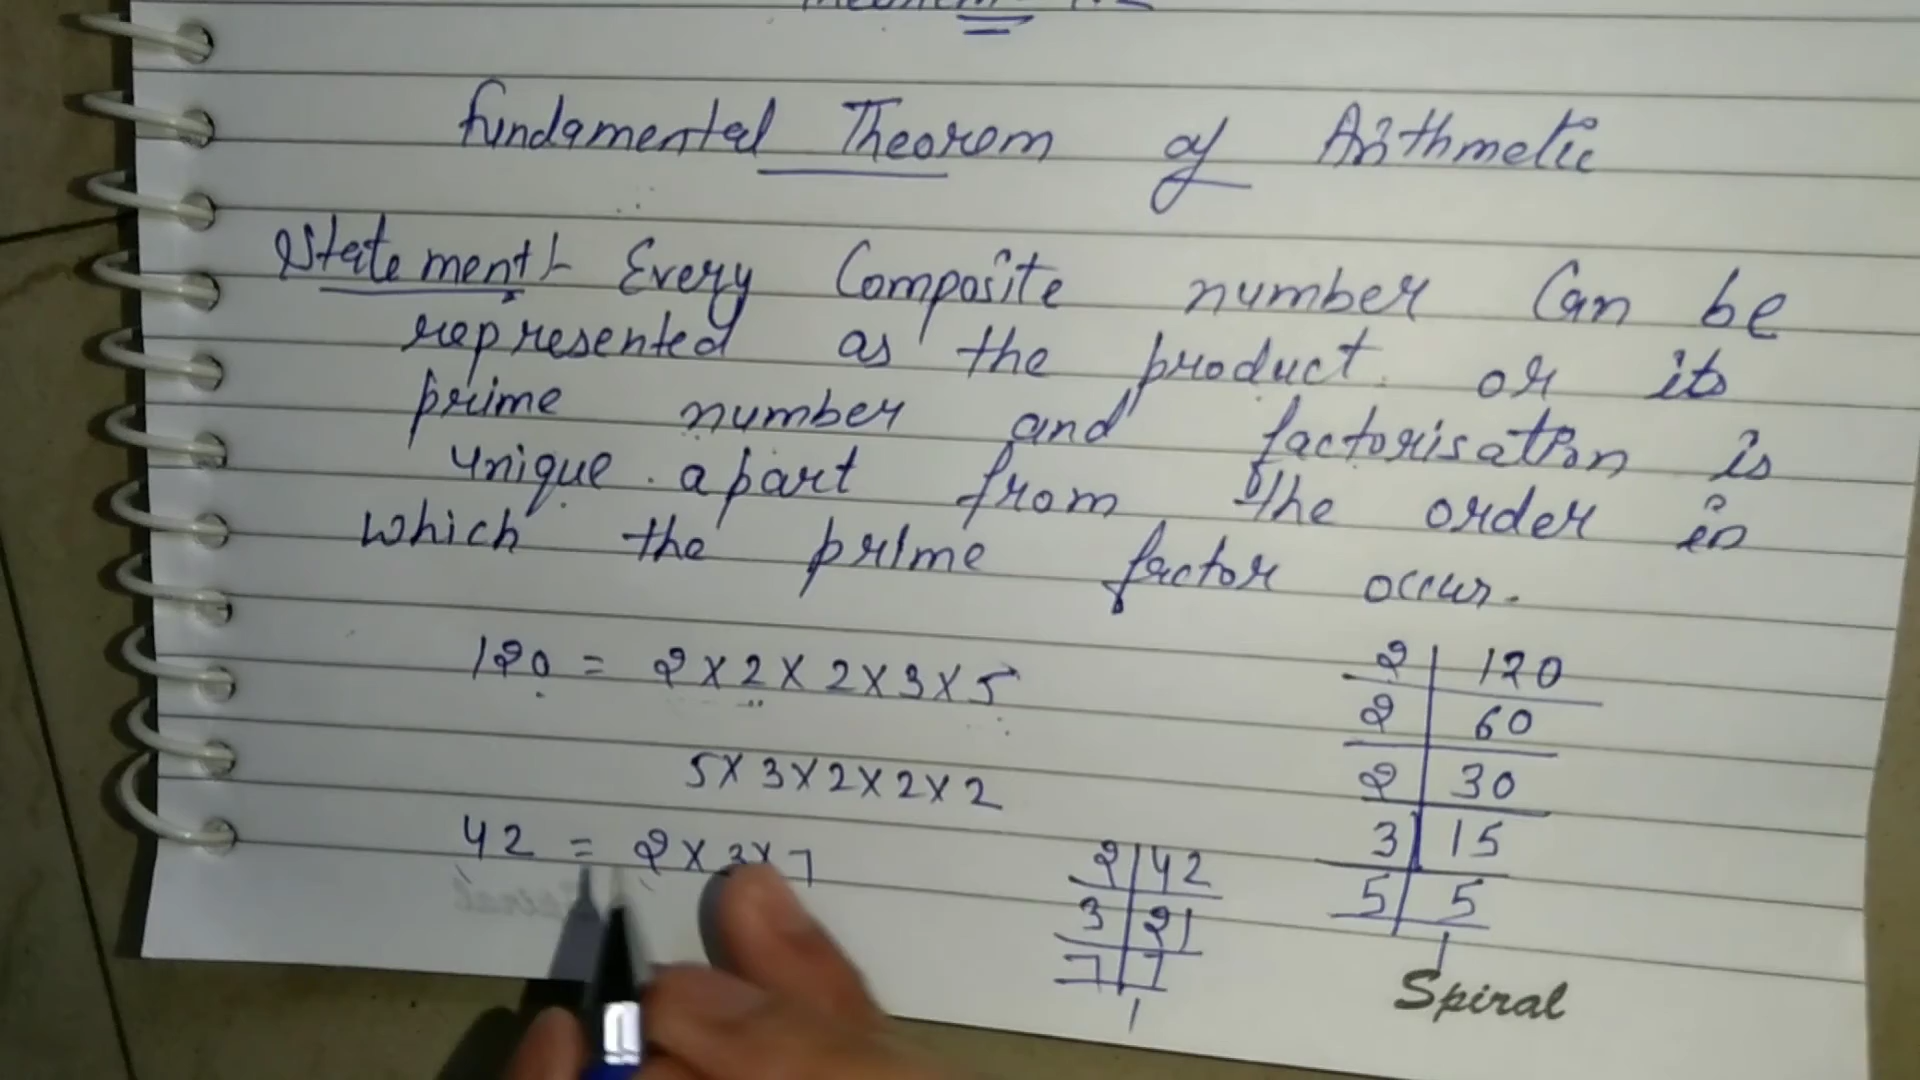 Fundamental Theorem of Arithmetic
Statement :- Every Composite number Can be
represented as the product or its
prime number and factorisation is
unique. apart from the order in
which the prime factor occur.
120 = 2 × 2 × 2 × 3 × 5
5 × 3 × 2 × 2 × 2
42 = 2 × 3 × 7
2 | 42
3 | 21
7 | 7
1
2 | 120
2 | 60
2 | 30
3 | 15
5 | 5
1
Spiral